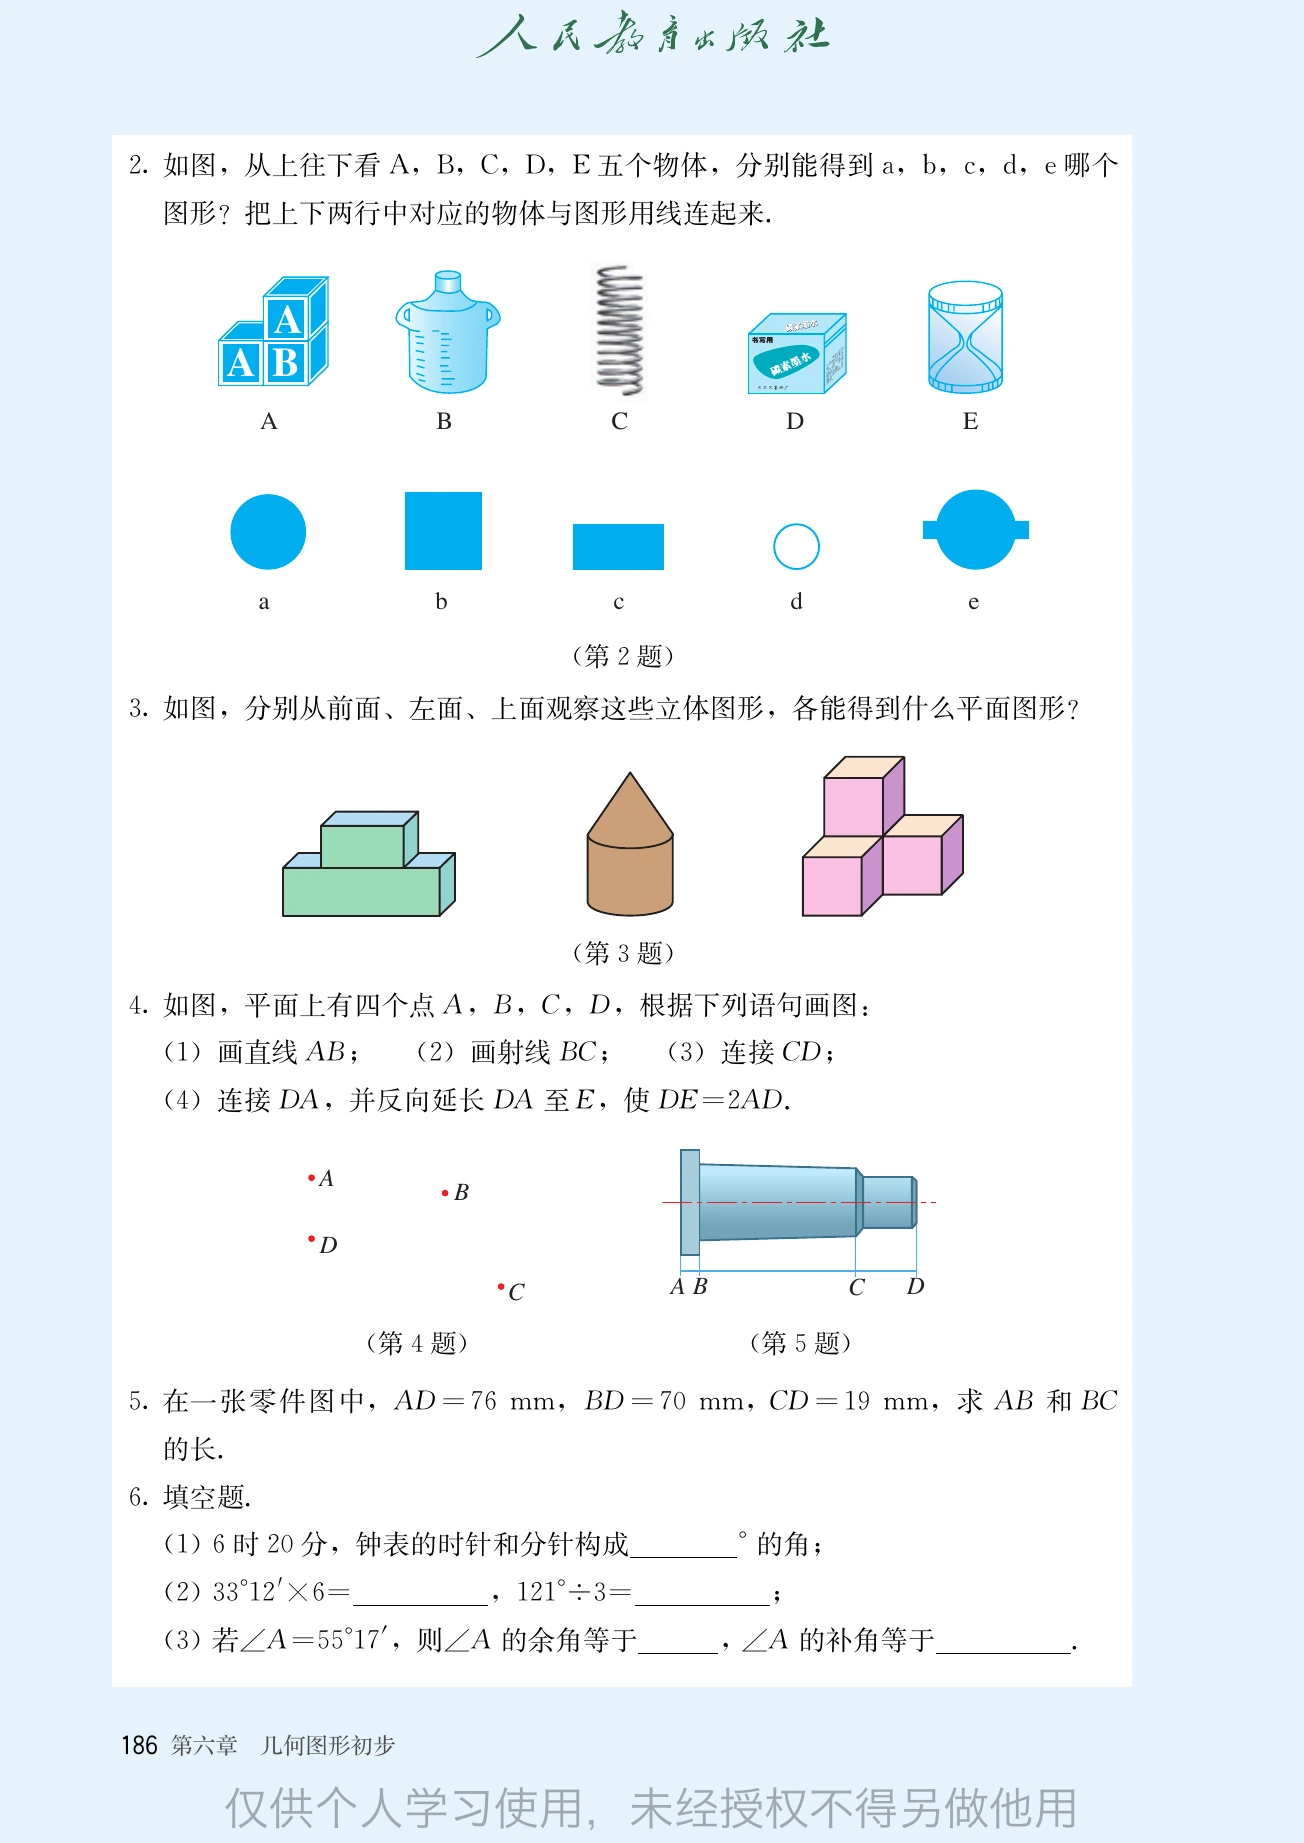 人民教育出版社
2. 如图，从上往下看 A，B，C，D，E 五个物体，分别能得到 a，b，c，d，e 哪个
图形？把上下两行中对应的物体与图形用线连起来．
A
A B
书写用
碳素墨水
A B C D E
a b c d e
（第 2 题）
3. 如图，分别从前面、左面、上面观察这些立体图形，各能得到什么平面图形？
（第 3 题）
4. 如图，平面上有四个点 A，B，C，D，根据下列语句画图：
（1）画直线 AB； （2）画射线 BC； （3）连接 CD；
（4）连接 DA，并反向延长 DA 至 E，使 DE＝2AD．
A
B
D
C
A B C D
（第 4 题） （第 5 题）
5. 在一张零件图中，AD＝76 mm，BD＝70 mm，CD＝19 mm，求 AB 和 BC
的长．
6. 填空题．
（1）6 时 20 分，钟表的时针和分针构成________° 的角；
（2）33°12′×6＝__________，121°÷3＝__________；
（3）若∠A＝55°17′，则∠A 的余角等于______，∠A 的补角等于__________．
186 第六章 几何图形初步
仅供个人学习使用，未经授权不得另做他用